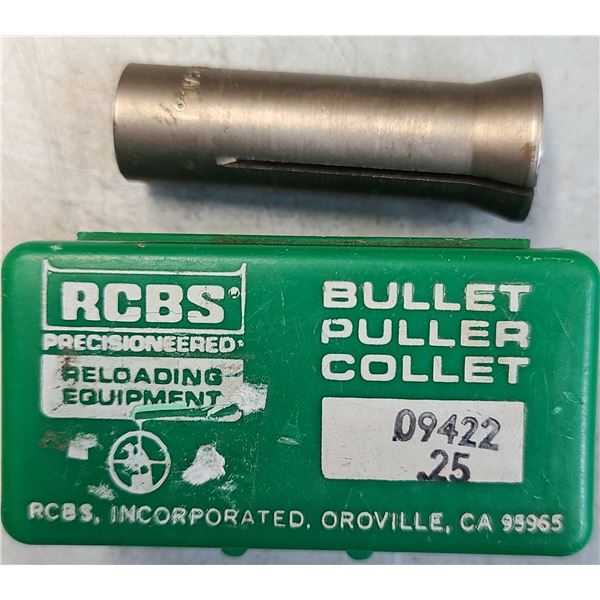 RCBS
PRECISIONEERED
RELOADING
EQUIPMENT
BULLET
PULLER
COLLET
09422
.25
RCBS, INCORPORATED, OROVILLE, CA 95965